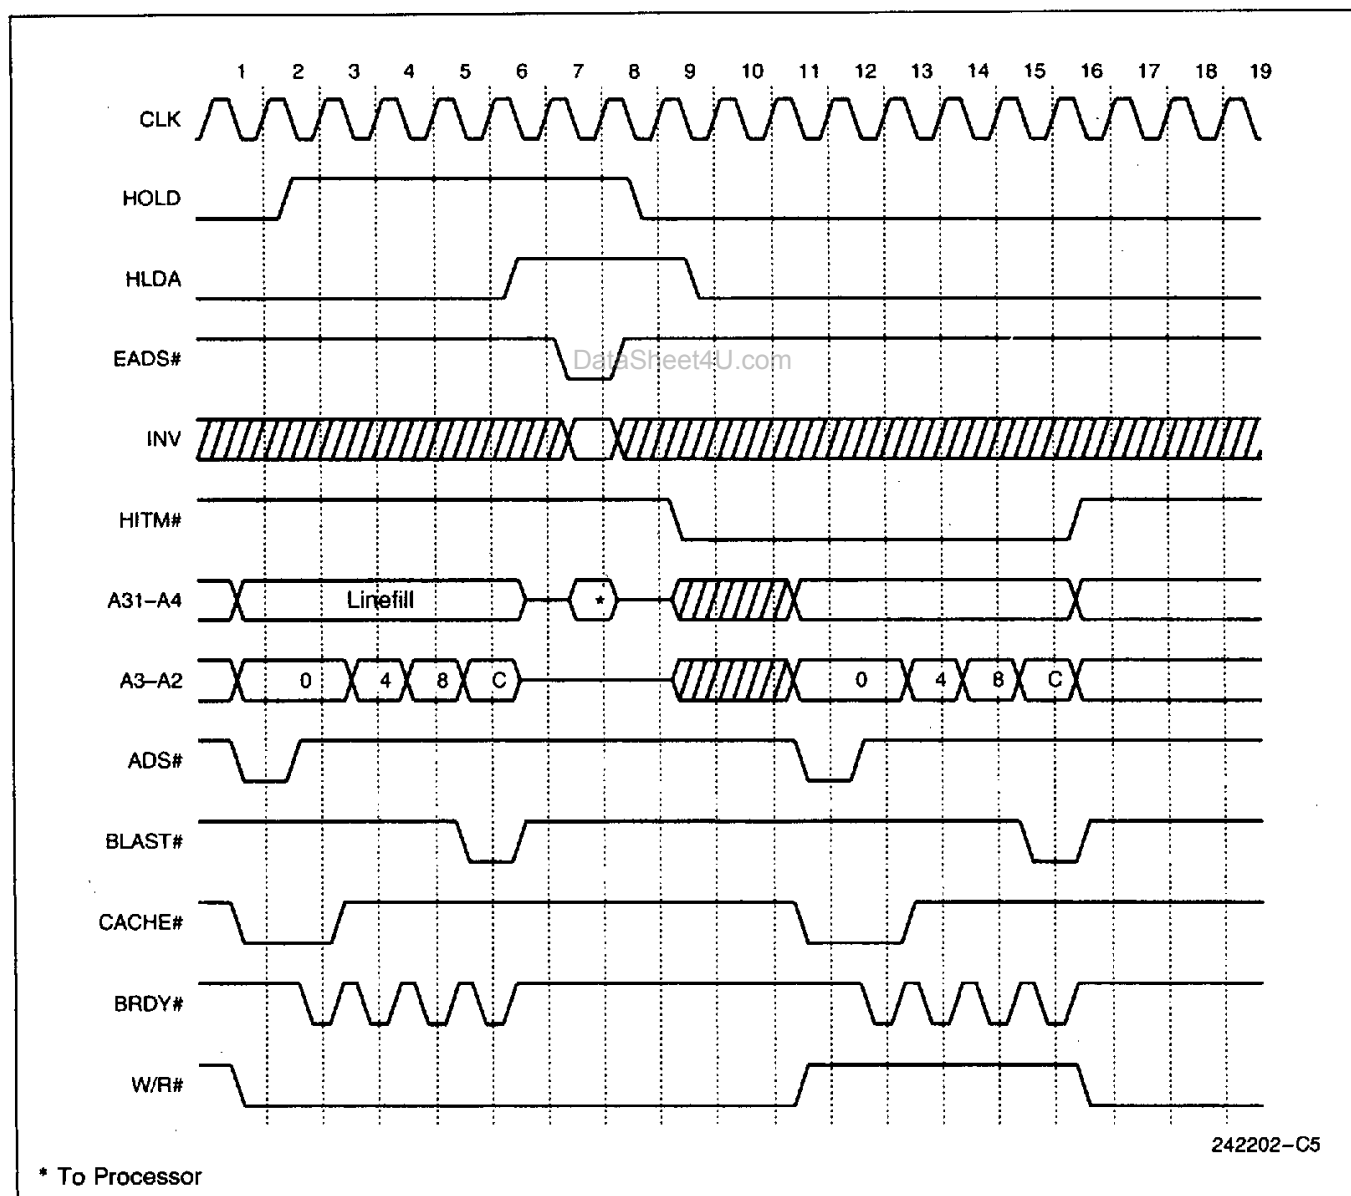 1 2 3 4 5 6 7 8 9 10 11 12 13 14 15 16 17 18 19
CLK
HOLD
HLDA
EADS#
DataSheet4U.com
INV
HITM#
A31–A4 Linefill *
A3–A2 0 4 8 C 0 4 8 C
ADS#
BLAST#
CACHE#
BRDY#
W/R#
242202–C5
* To Processor